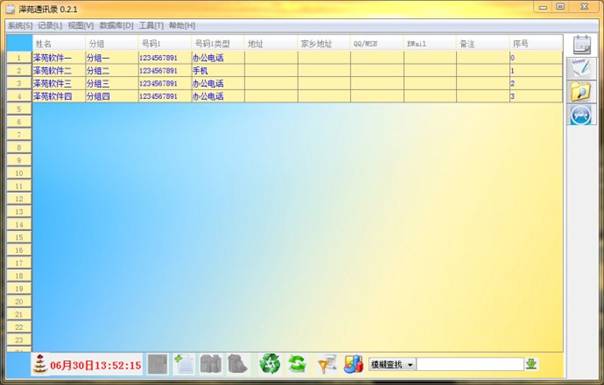 泽苑通讯录 0.2.1
系统[S] 记录[L] 视图[V] 数据库[D] 工具[T] 帮助[H]
姓名 分组 号码1 号码1类型 地址 家乡地址 QQ/MSN EMail 备注 序号
1 泽苑软件一 分组一 1234567891 办公电话 0
2 泽苑软件二 分组二 1234567891 手机 1
3 泽苑软件三 分组三 1234567891 办公电话 2
4 泽苑软件四 分组四 1234567891 办公电话 3
5
6
7
8
9
10
11
12
13
14
15
16
17
18
19
20
21
22
23
06月30日13:52:15 模糊查找